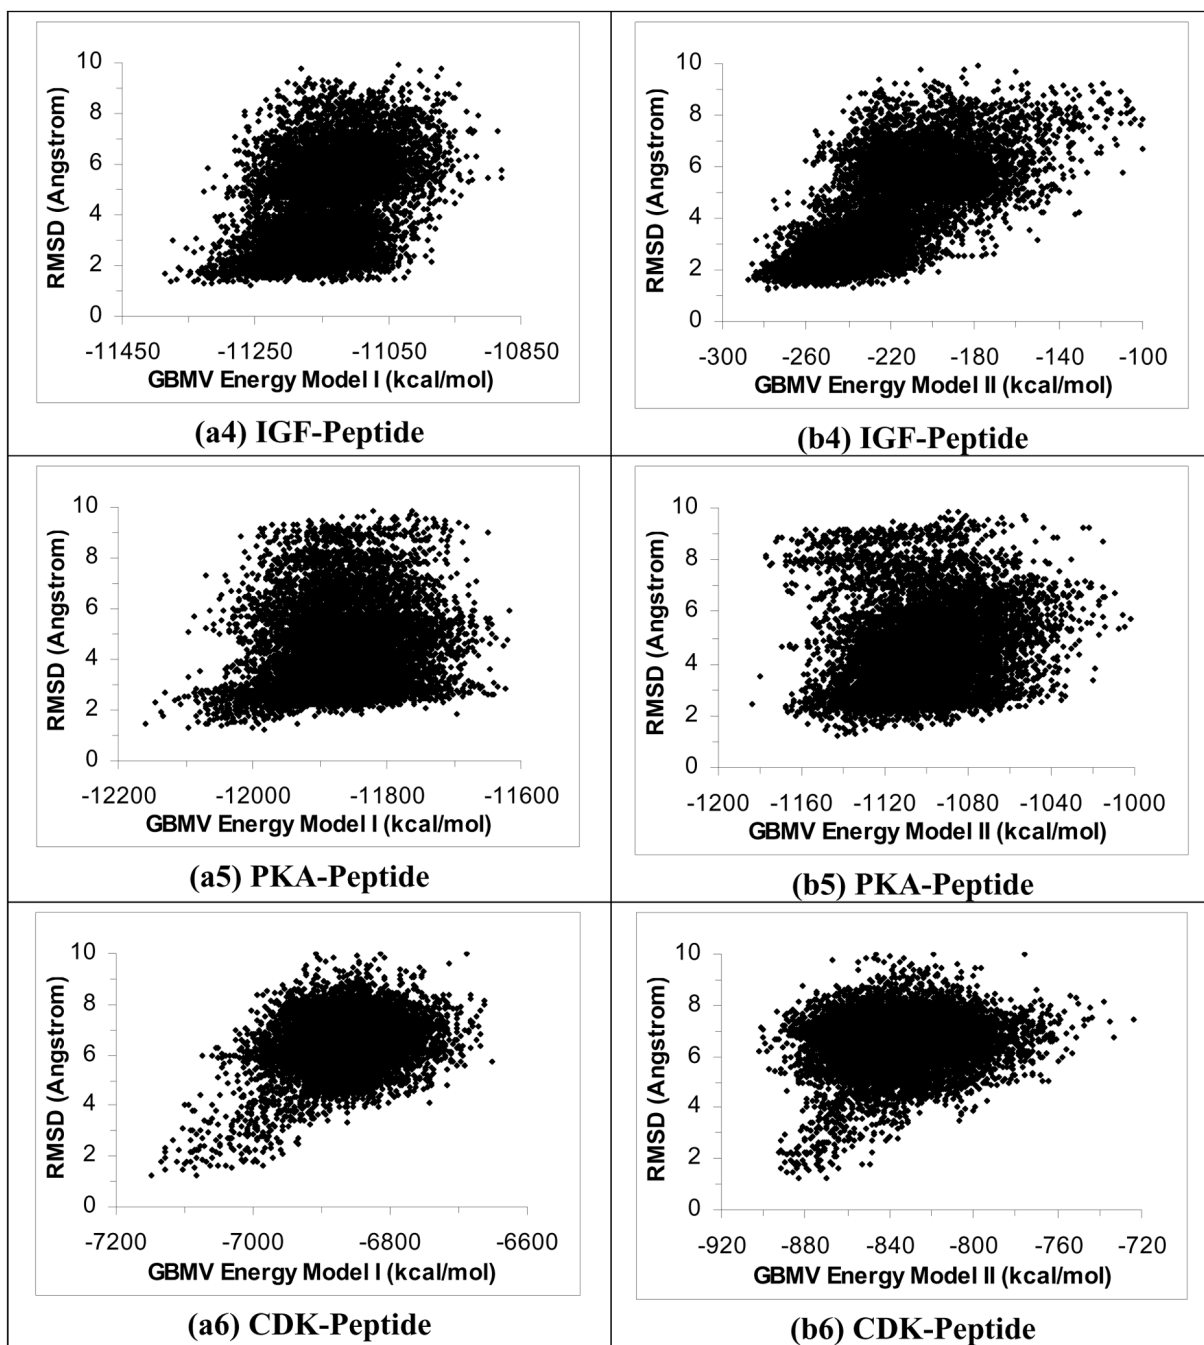 10
8
6
4
2
0
RMSD (Angstrom)
-11450 -11250 -11050 -10850
GBMV Energy Model I (kcal/mol)
(a4) IGF-Peptide
10
8
6
4
2
0
RMSD (Angstrom)
-300 -260 -220 -180 -140 -100
GBMV Energy Model II (kcal/mol)
(b4) IGF-Peptide
10
8
6
4
2
0
RMSD (Angstrom)
-12200 -12000 -11800 -11600
GBMV Energy Model I (kcal/mol)
(a5) PKA-Peptide
10
8
6
4
2
0
RMSD (Angstrom)
-1200 -1160 -1120 -1080 -1040 -1000
GBMV Energy Model II (kcal/mol)
(b5) PKA-Peptide
10
8
6
4
2
0
RMSD (Angstrom)
-7200 -7000 -6800 -6600
GBMV Energy Model I (kcal/mol)
(a6) CDK-Peptide
10
8
6
4
2
0
RMSD (Angstrom)
-920 -880 -840 -800 -760 -720
GBMV Energy Model II (kcal/mol)
(b6) CDK-Peptide